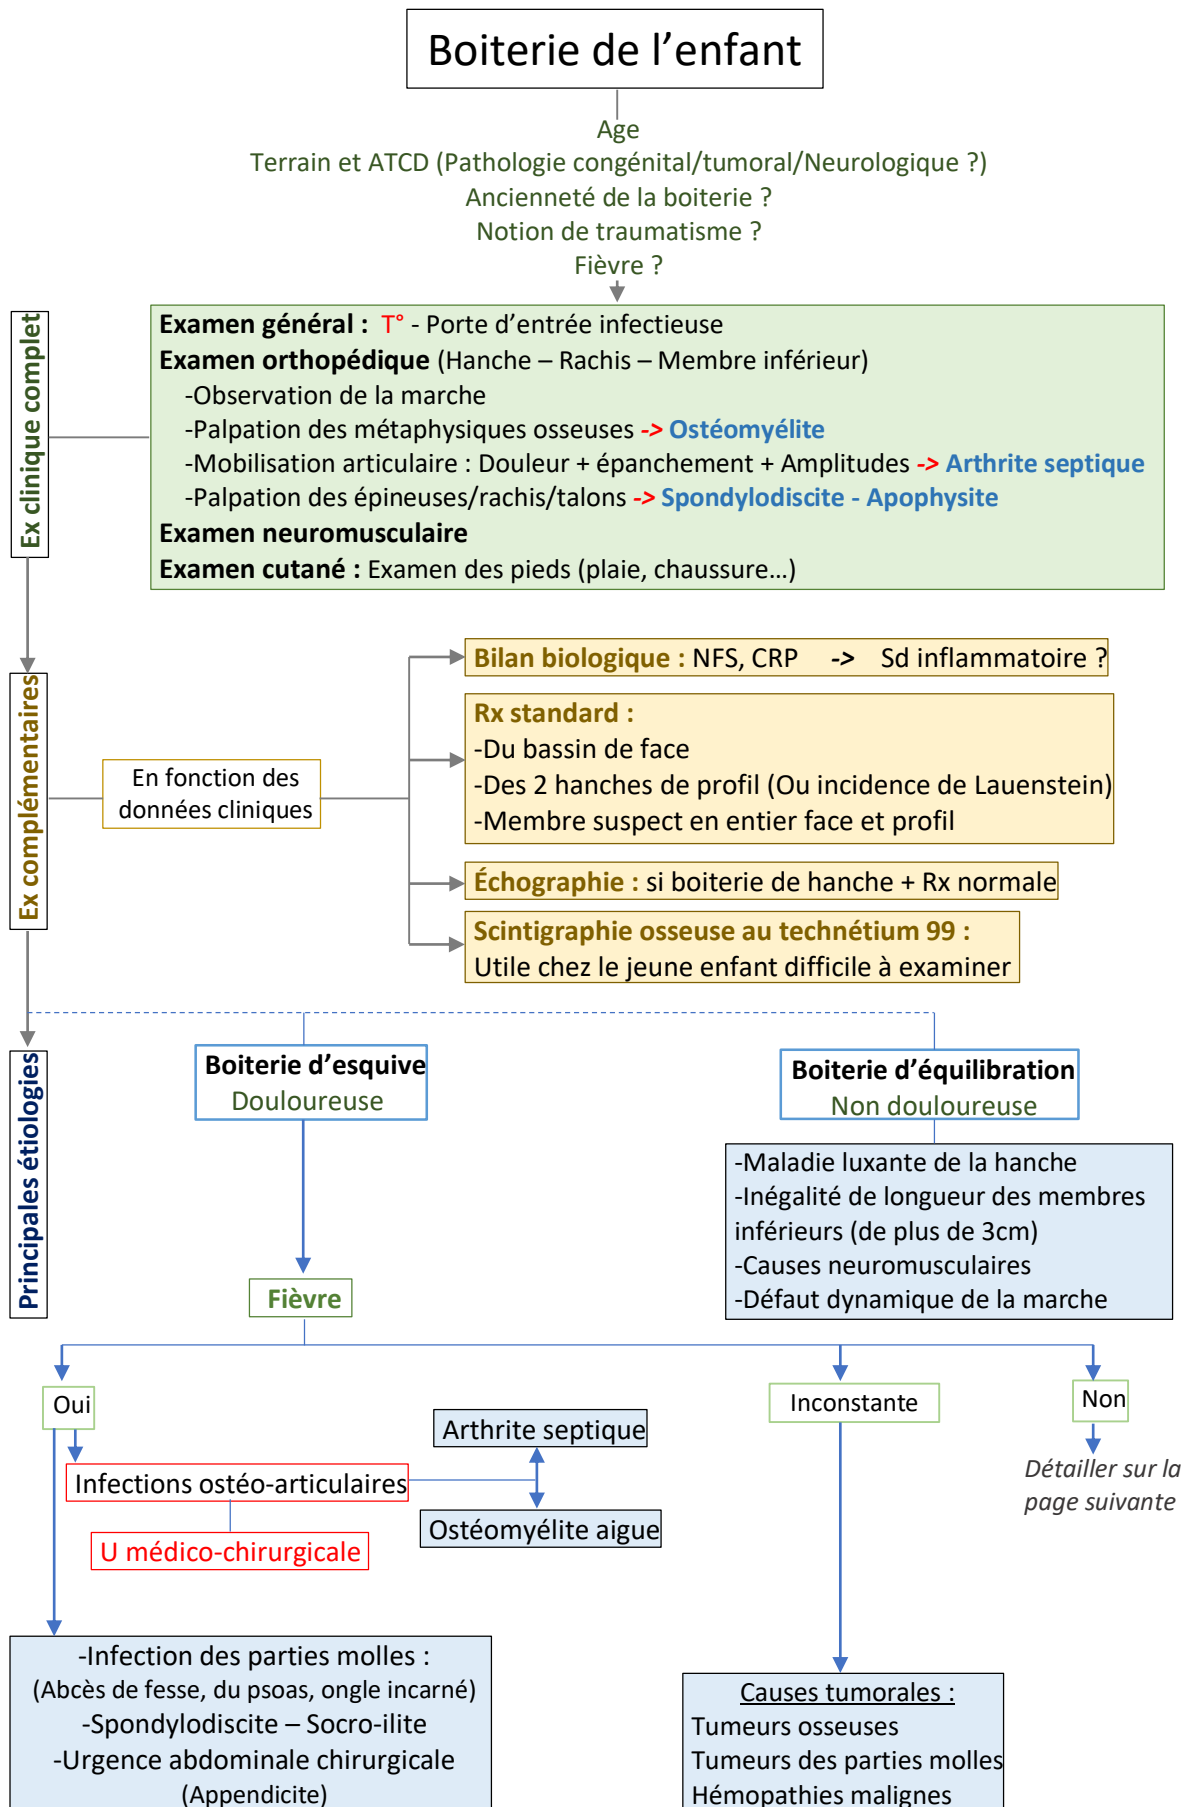 Boiterie de l'enfant
Age
Terrain et ATCD (Pathologie congénital/tumoral/Neurologique ?)
Ancienneté de la boiterie ?
Notion de traumatisme ?
Fièvre ?
Ex clinique complet
Examen général : T° - Porte d'entrée infectieuse
Examen orthopédique (Hanche – Rachis – Membre inférieur)
-Observation de la marche
-Palpation des métaphysiques osseuses -> Ostéomyélite
-Mobilisation articulaire : Douleur + épanchement + Amplitudes -> Arthrite septique
-Palpation des épineuses/rachis/talons -> Spondylodiscite - Apophysite
Examen neuromusculaire
Examen cutané : Examen des pieds (plaie, chaussure…)
Ex complémentaires
En fonction des
données cliniques
Bilan biologique : NFS, CRP -> Sd inflammatoire ?
Rx standard :
-Du bassin de face
-Des 2 hanches de profil (Ou incidence de Lauenstein)
-Membre suspect en entier face et profil
Échographie : si boiterie de hanche + Rx normale
Scintigraphie osseuse au technétium 99 :
Utile chez le jeune enfant difficile à examiner
Principales étiologies
Boiterie d'esquive
Douloureuse
Boiterie d'équilibration
Non douloureuse
-Maladie luxante de la hanche
-Inégalité de longueur des membres
inférieurs (de plus de 3cm)
-Causes neuromusculaires
-Défaut dynamique de la marche
Fièvre
Oui
Inconstante
Non
Infections ostéo-articulaires
Arthrite septique
Ostéomyélite aigue
U médico-chirurgicale
Détailler sur la
page suivante
-Infection des parties molles :
(Abcès de fesse, du psoas, ongle incarné)
-Spondylodiscite – Socro-ilite
-Urgence abdominale chirurgicale
(Appendicite)
Causes tumorales :
Tumeurs osseuses
Tumeurs des parties molles
Hémopathies malignes